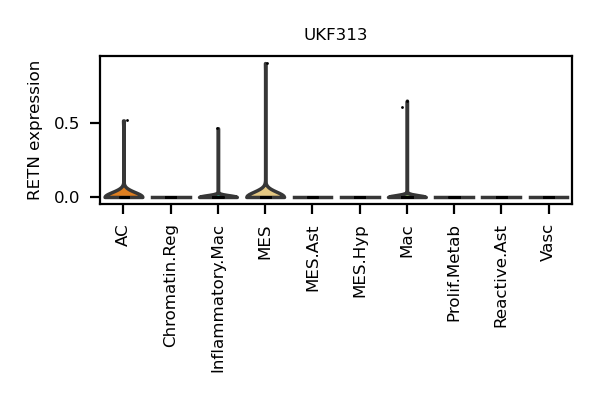 UKF313
RETN expression
0.5
0.0
AC
Chromatin.Reg
Inflammatory.Mac
MES
MES.Ast
MES.Hyp
Mac
Prolif.Metab
Reactive.Ast
Vasc